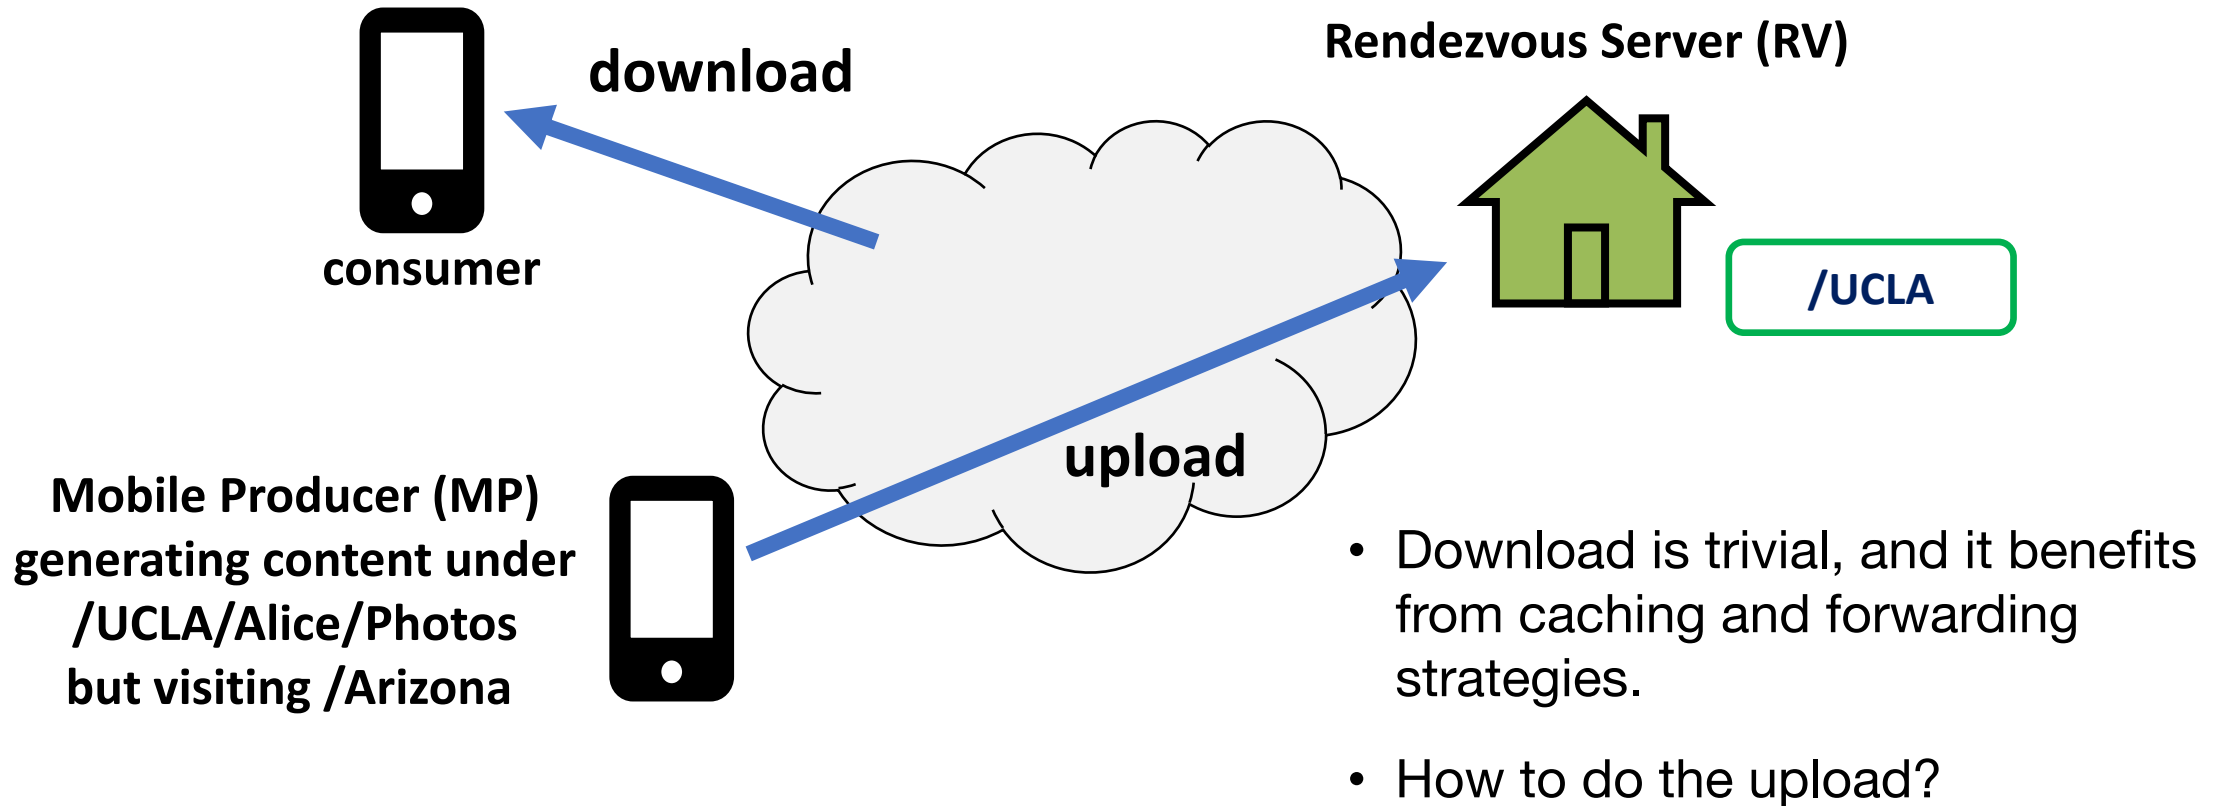 download
Rendezvous Server (RV)
consumer
/UCLA
upload
Mobile Producer (MP)
generating content under
/UCLA/Alice/Photos
but visiting /Arizona
• Download is trivial, and it benefits
from caching and forwarding
strategies.
• How to do the upload?